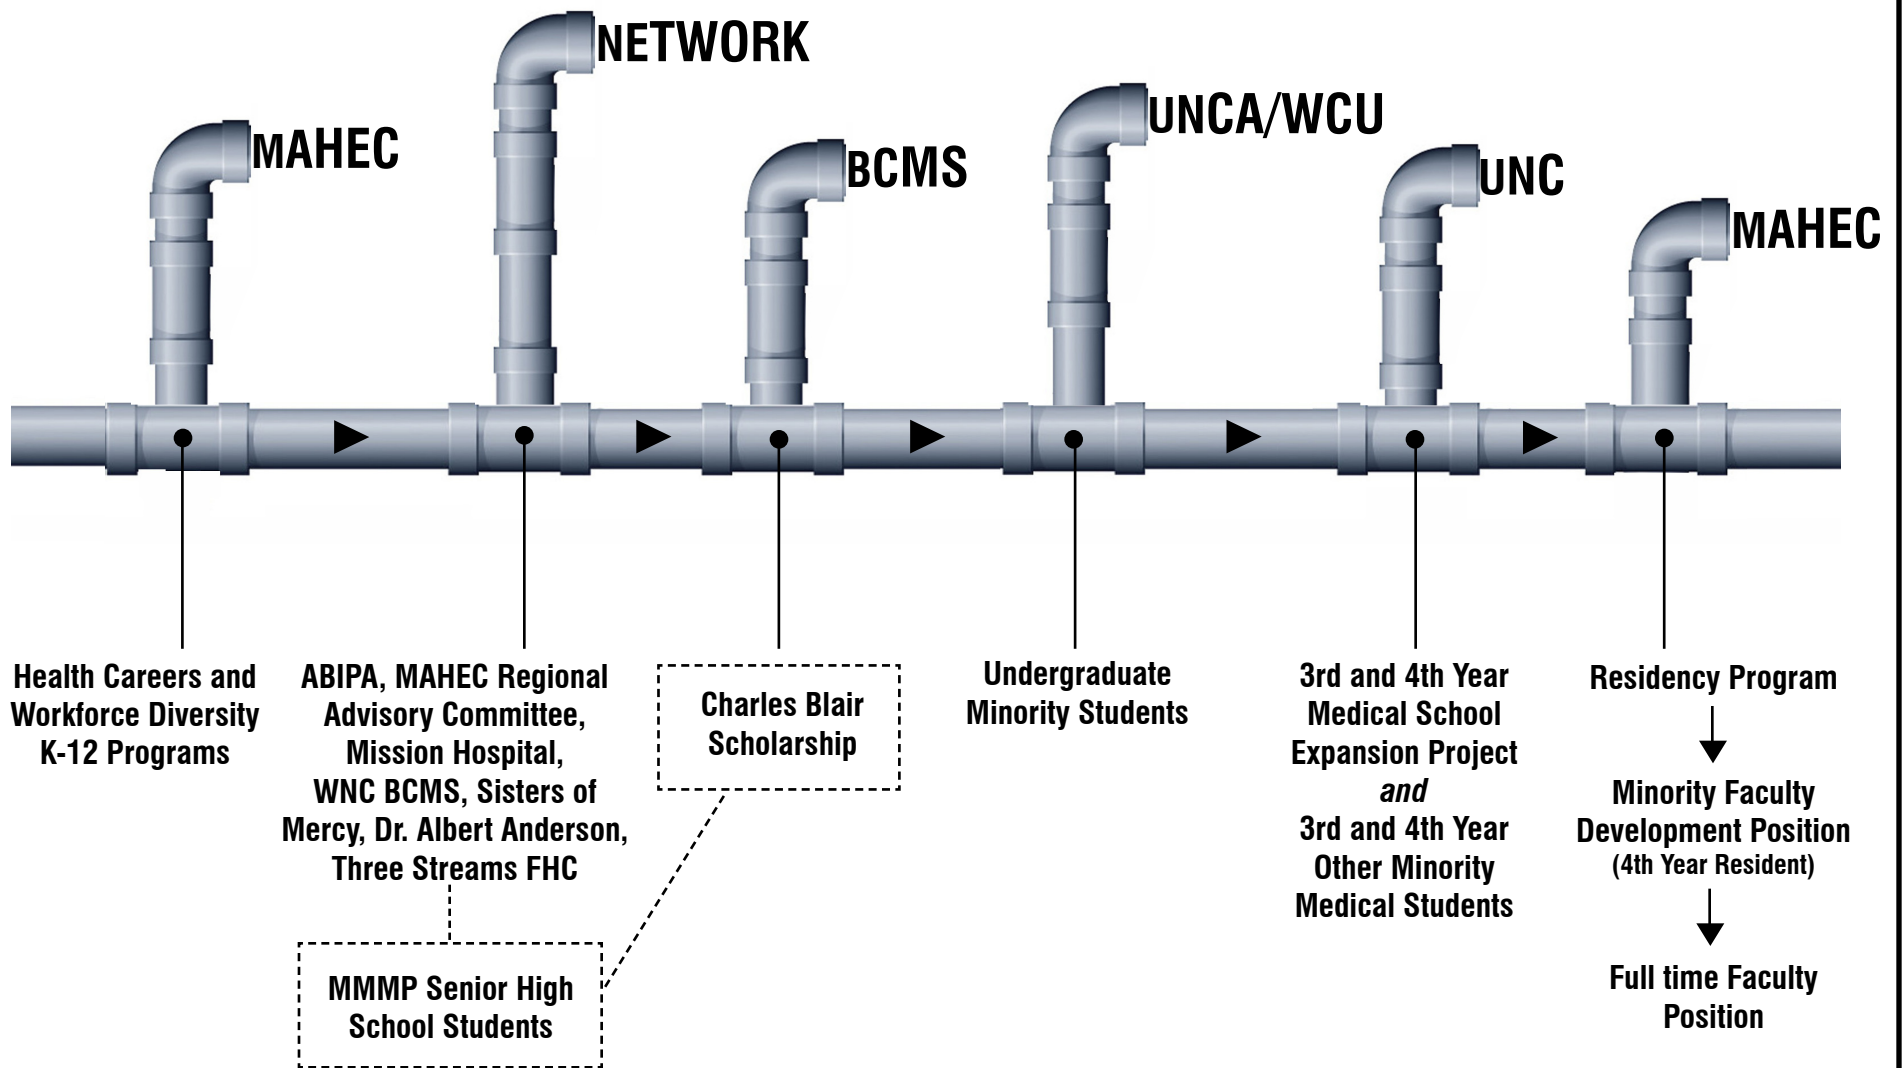 NETWORK
UNCA/WCU
MAHEC
BCMS
UNC
MAHEC
Health Careers and
Workforce Diversity
K-12 Programs
ABIPA, MAHEC Regional
Advisory Committee,
Mission Hospital,
WNC BCMS, Sisters of
Mercy, Dr. Albert Anderson,
Three Streams FHC
MMMP Senior High
School Students
Charles Blair
Scholarship
Undergraduate
Minority Students
3rd and 4th Year
Medical School
Expansion Project
and
3rd and 4th Year
Other Minority
Medical Students
Residency Program
Minority Faculty
Development Position
(4th Year Resident)
Full time Faculty
Position